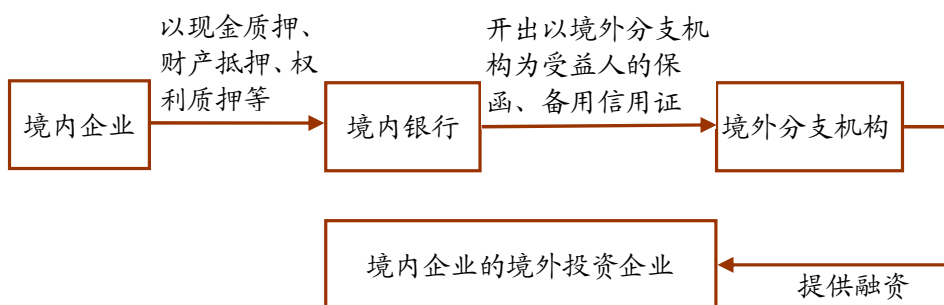 以现金质押、
财产抵押、权
利质押等
开出以境外分支机
构为受益人的保
函、备用信用证
境内企业
境内银行
境外分支机构
境内企业的境外投资企业
提供融资